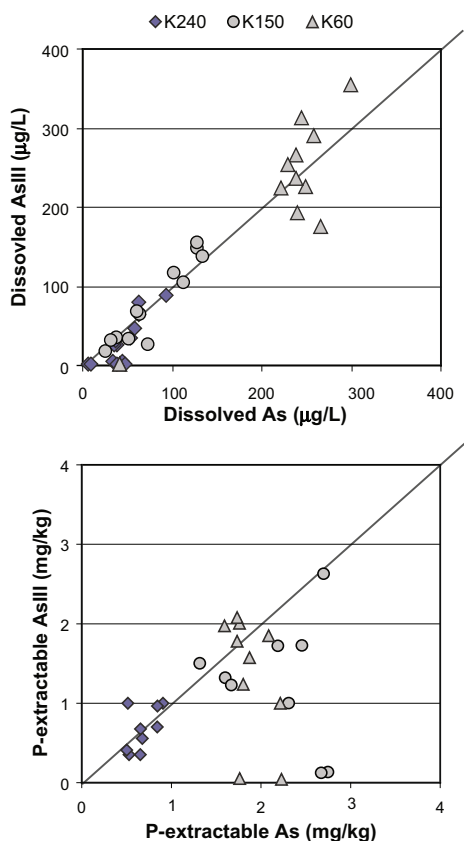 K240 K150 K60
400
300
200
100
0
0 100 200 300 400
Dissovled AsIII (µg/L)
Dissolved As (µg/L)
4
3
2
1
0
0 1 2 3 4
P-extractable AsIII (mg/kg)
P-extractable As (mg/kg)